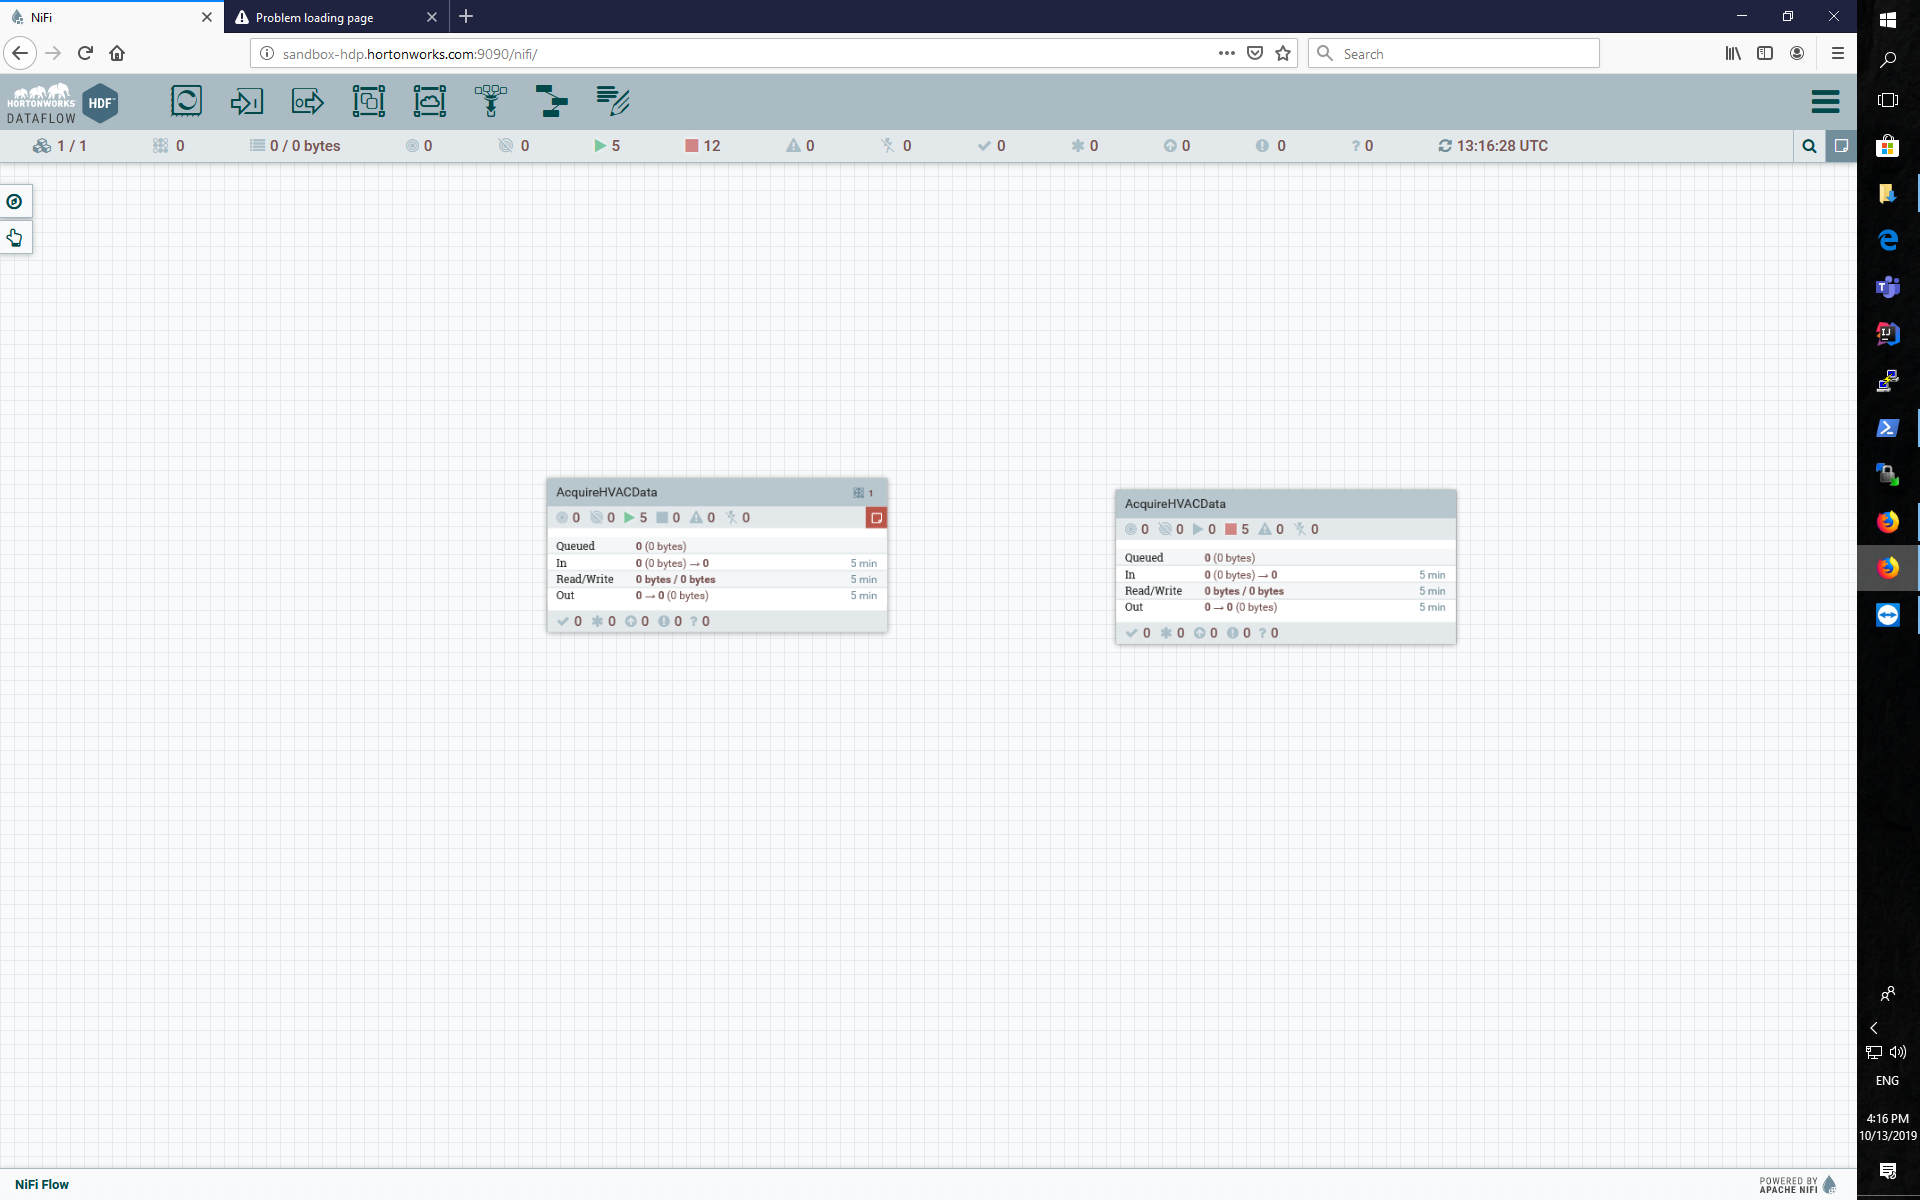 NiFi
Problem loading page
sandbox-hdp.hortonworks.com:9090/nifi/
Search
HORTONWORKS
DATAFLOW
HDF
1 / 1
0
0 / 0 bytes
0
0
5
12
0
0
0
0
0
0
? 0
13:16:28 UTC
AcquireHVACData
1
0 0 5 0 0 0
Queued 0 (0 bytes)
In 0 (0 bytes) → 0 5 min
Read/Write 0 bytes / 0 bytes 5 min
Out 0 → 0 (0 bytes) 5 min
0 0 0 0 ? 0
AcquireHVACData
0 0 0 5 0 0
Queued 0 (0 bytes)
In 0 (0 bytes) → 0 5 min
Read/Write 0 bytes / 0 bytes 5 min
Out 0 → 0 (0 bytes) 5 min
0 0 0 0 ? 0
NiFi Flow
POWERED BY
APACHE NIFI
ENG
4:16 PM
10/13/2019